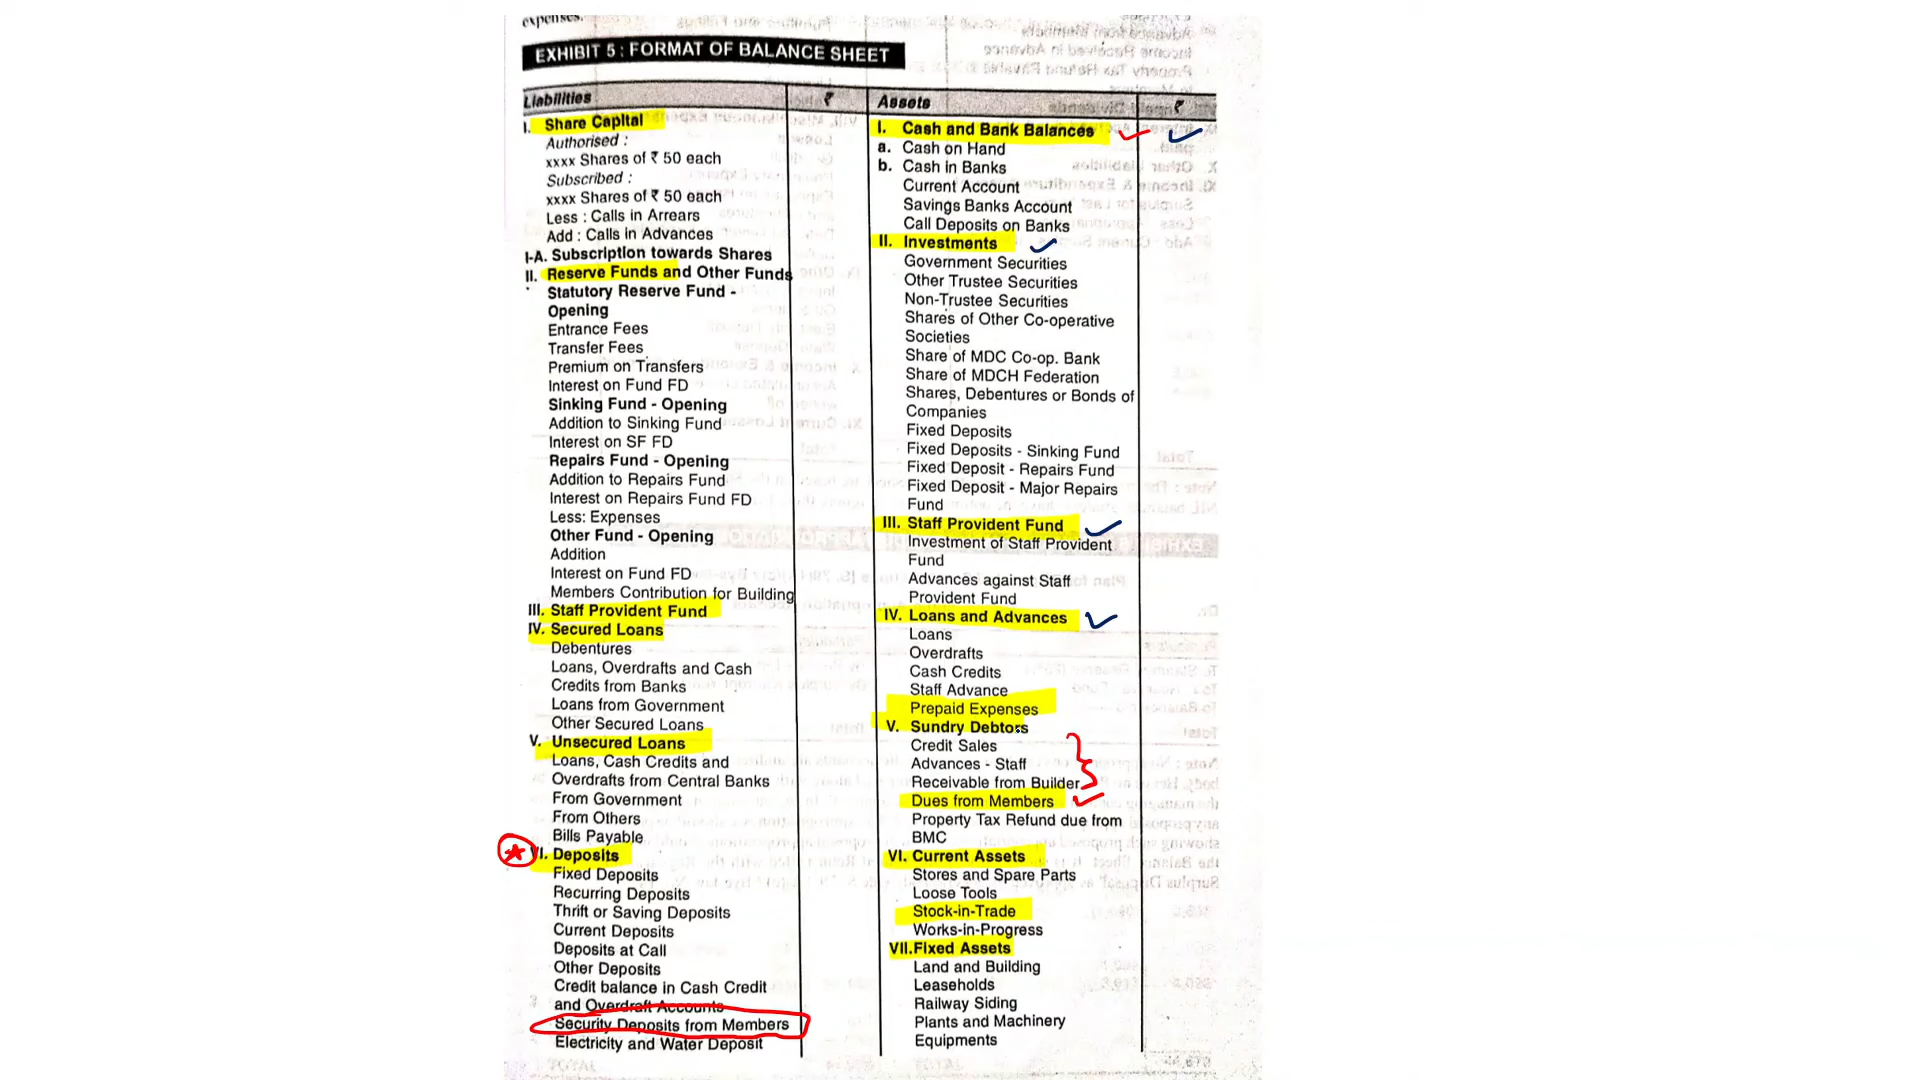 expenses.
EXHIBIT 5 : FORMAT OF BALANCE SHEET
Liabilities ₹
I. Share Capital
Authorised :
xxxx Shares of ₹ 50 each
Subscribed :
xxxx Shares of ₹ 50 each
Less : Calls in Arrears
Add : Calls in Advances
I-A. Subscription towards Shares
II. Reserve Funds and Other Funds
Statutory Reserve Fund -
Opening
Entrance Fees
Transfer Fees
Premium on Transfers
Interest on Fund FD
Sinking Fund - Opening
Addition to Sinking Fund
Interest on SF FD
Repairs Fund - Opening
Addition to Repairs Fund
Interest on Repairs Fund FD
Less: Expenses
Other Fund - Opening
Addition
Interest on Fund FD
Members Contribution for Building
III. Staff Provident Fund
IV. Secured Loans
Debentures
Loans, Overdrafts and Cash
Credits from Banks
Loans from Government
Other Secured Loans
V. Unsecured Loans
Loans, Cash Credits and
Overdrafts from Central Banks
From Government
From Others
Bills Payable
VI. Deposits
Fixed Deposits
Recurring Deposits
Thrift or Saving Deposits
Current Deposits
Deposits at Call
Other Deposits
Credit balance in Cash Credit
and Overdraft Accounts
Security Deposits from Members
Electricity and Water Deposit
Assets ₹
I. Cash and Bank Balances
a. Cash on Hand
b. Cash in Banks
Current Account
Savings Banks Account
Call Deposits on Banks
II. Investments
Government Securities
Other Trustee Securities
Non-Trustee Securities
Shares of Other Co-operative
Societies
Share of MDC Co-op. Bank
Share of MDCH Federation
Shares, Debentures or Bonds of
Companies
Fixed Deposits
Fixed Deposits - Sinking Fund
Fixed Deposit - Repairs Fund
Fixed Deposit - Major Repairs
Fund
III. Staff Provident Fund
Investment of Staff Provident
Fund
Advances against Staff
Provident Fund
IV. Loans and Advances
Loans
Overdrafts
Cash Credits
Staff Advance
Prepaid Expenses
V. Sundry Debtors
Credit Sales
Advances - Staff
Receivable from Builder
Dues from Members
Property Tax Refund due from
BMC
VI. Current Assets
Stores and Spare Parts
Loose Tools
Stock-in-Trade
Works-in-Progress
VII. Fixed Assets
Land and Building
Leaseholds
Railway Siding
Plants and Machinery
Equipments